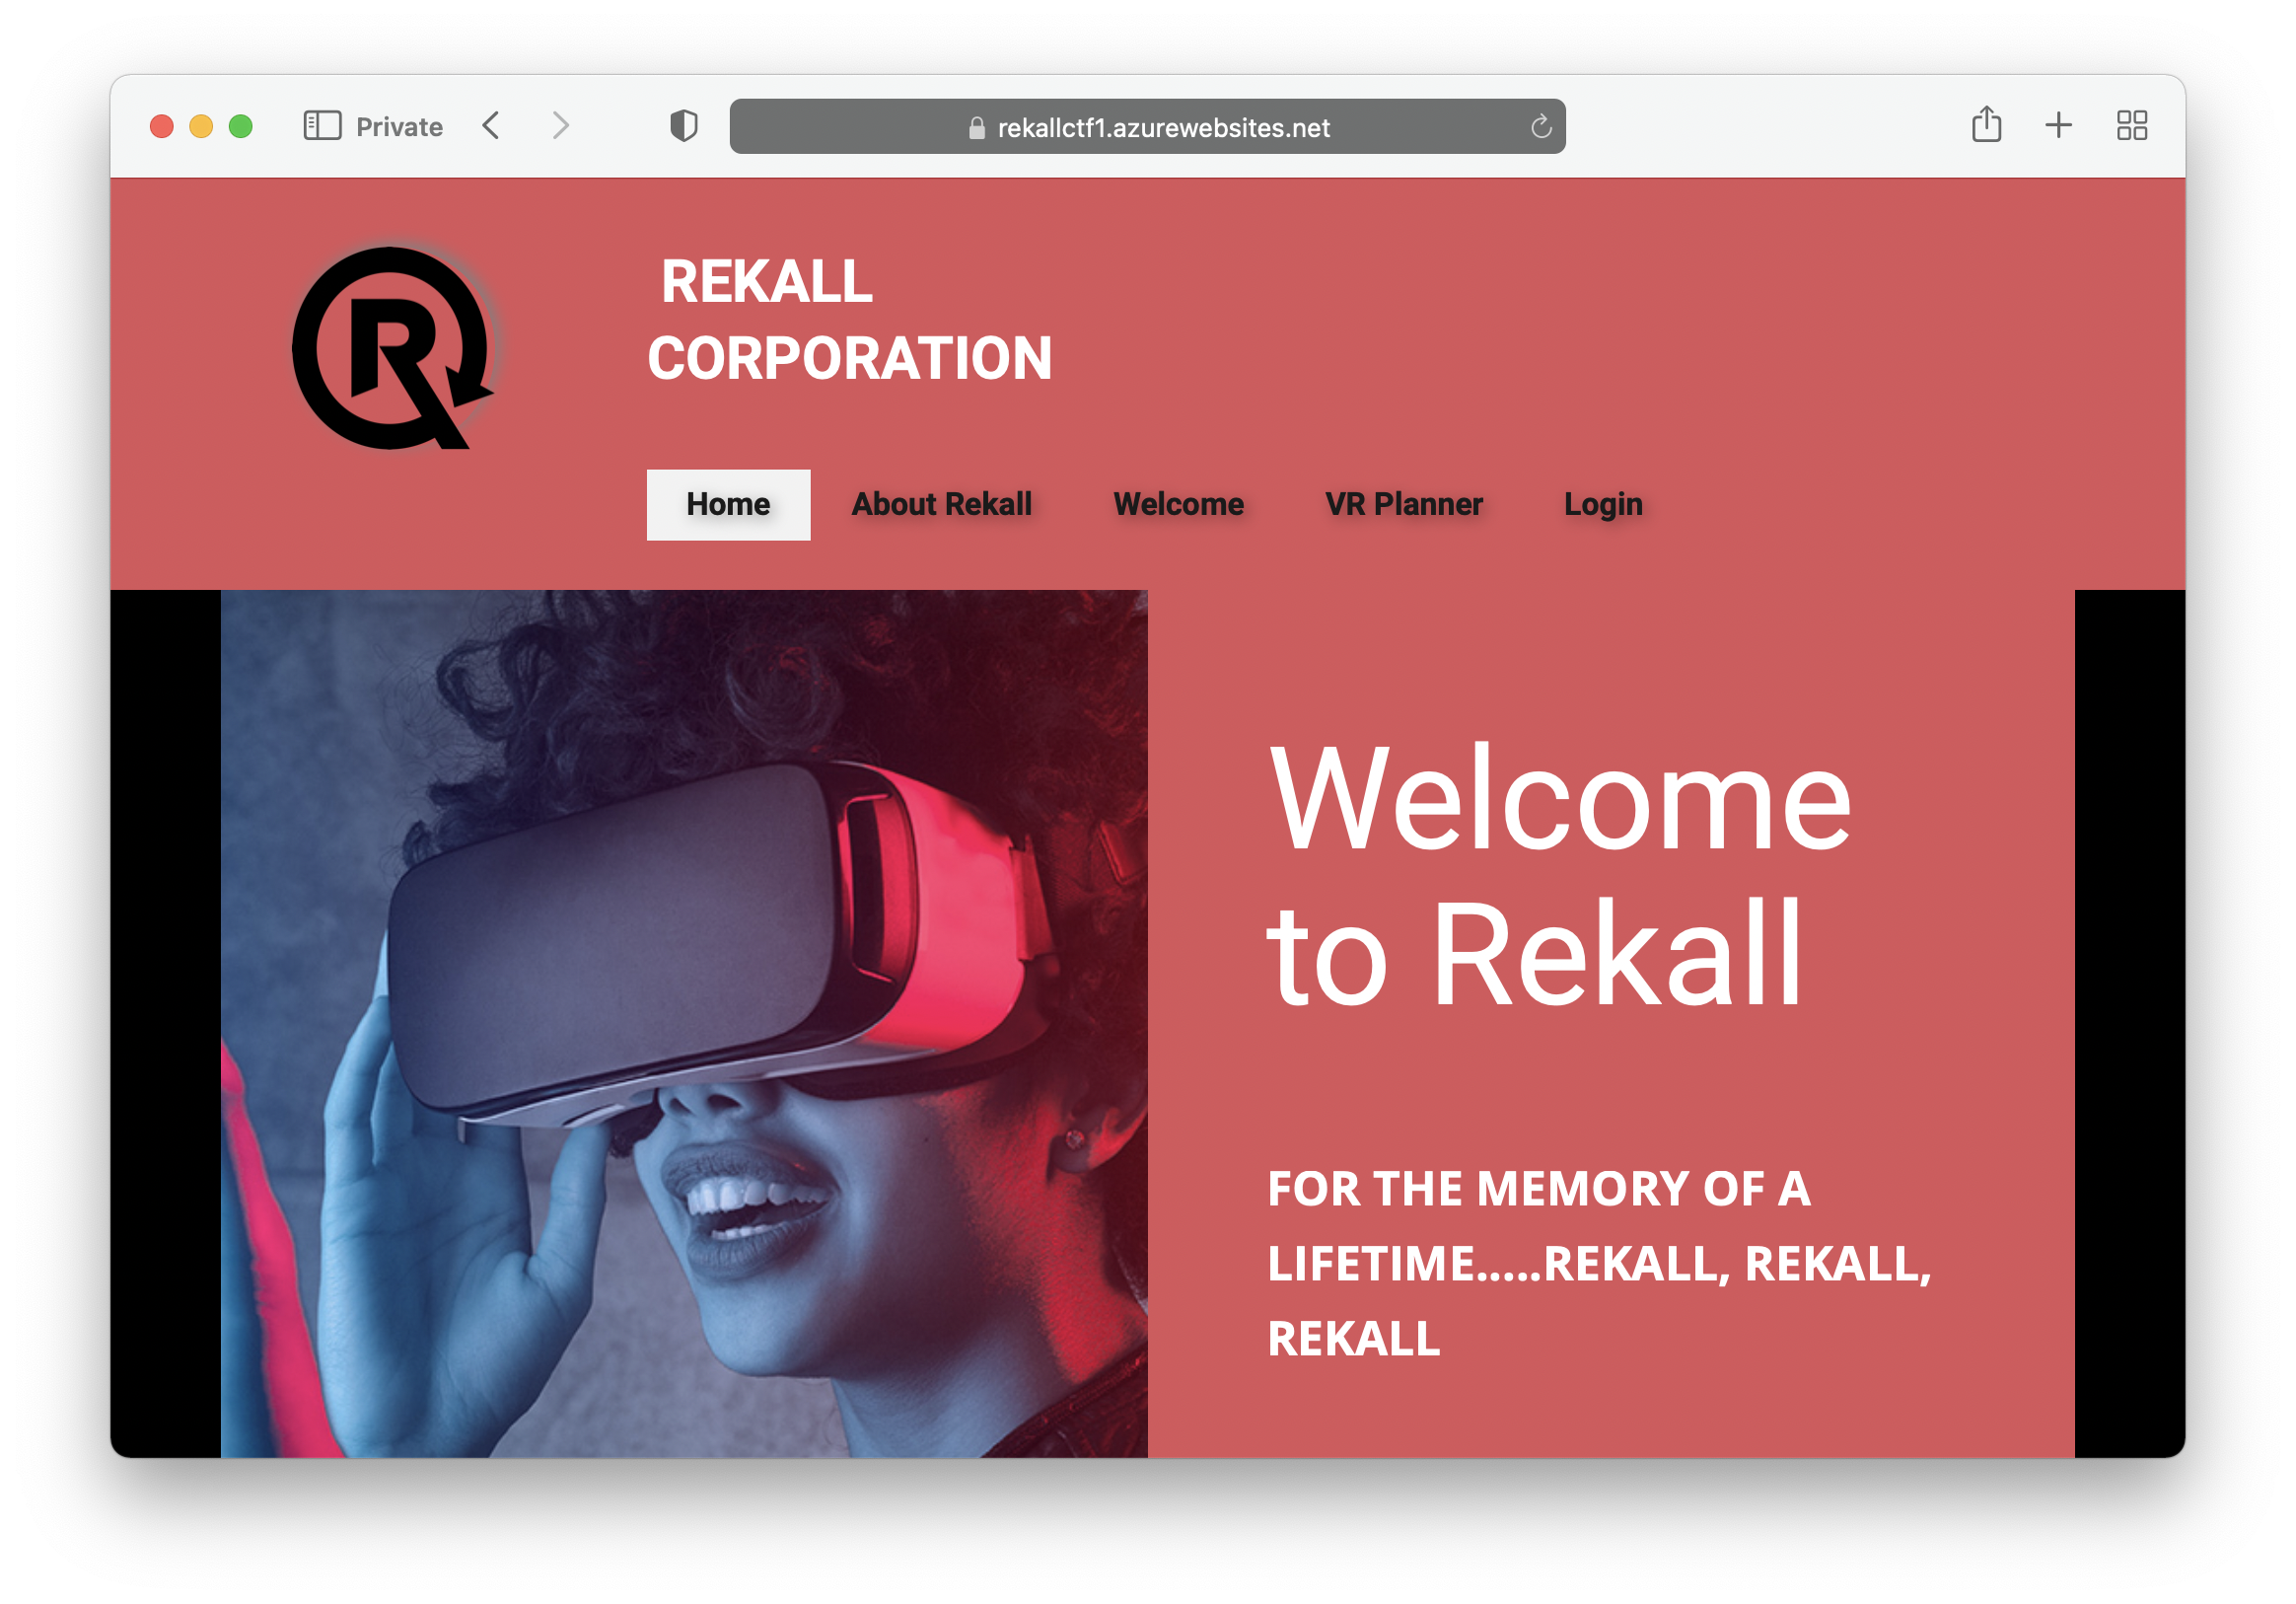 Private
rekallctf1.azurewebsites.net
R
REKALL
CORPORATION
Home
About Rekall
Welcome
VR Planner
Login
Welcome
to Rekall
FOR THE MEMORY OF A
LIFETIME.....REKALL, REKALL,
REKALL